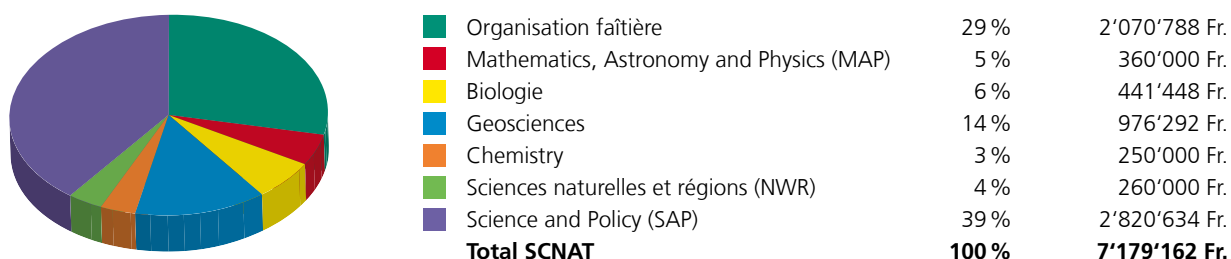 Organisation faîtière 29 % 2‘070‘788 Fr.
Mathematics, Astronomy and Physics (MAP) 5 % 360‘000 Fr.
Biologie 6 % 441‘448 Fr.
Geosciences 14 % 976‘292 Fr.
Chemistry 3 % 250‘000 Fr.
Sciences naturelles et régions (NWR) 4 % 260‘000 Fr.
Science and Policy (SAP) 39 % 2‘820‘634 Fr.
Total SCNAT 100 % 7‘179‘162 Fr.